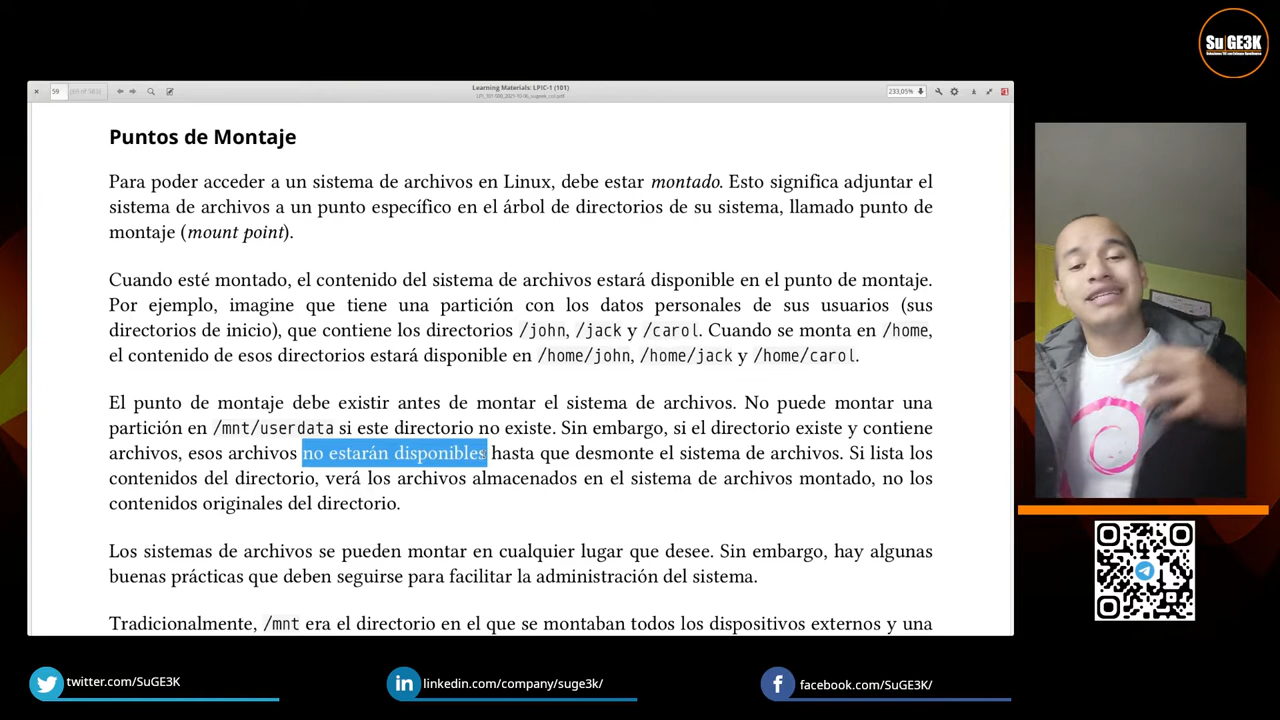 SuGE3K
Learning Materials: LPIC-1 (101)
59
233,05%
Puntos de Montaje
Para poder acceder a un sistema de archivos en Linux, debe estar montado. Esto significa adjuntar el
sistema de archivos a un punto específico en el árbol de directorios de su sistema, llamado punto de
montaje (mount point).
Cuando esté montado, el contenido del sistema de archivos estará disponible en el punto de montaje.
Por ejemplo, imagine que tiene una partición con los datos personales de sus usuarios (sus
directorios de inicio), que contiene los directorios /john, /jack y /carol. Cuando se monta en /home,
el contenido de esos directorios estará disponible en /home/john, /home/jack y /home/carol.
El punto de montaje debe existir antes de montar el sistema de archivos. No puede montar una
partición en /mnt/userdata si este directorio no existe. Sin embargo, si el directorio existe y contiene
archivos, esos archivos no estarán disponibles hasta que desmonte el sistema de archivos. Si lista los
contenidos del directorio, verá los archivos almacenados en el sistema de archivos montado, no los
contenidos originales del directorio.
Los sistemas de archivos se pueden montar en cualquier lugar que desee. Sin embargo, hay algunas
buenas prácticas que deben seguirse para facilitar la administración del sistema.
Tradicionalmente, /mnt era el directorio en el que se montaban todos los dispositivos externos y una
twitter.com/SuGE3K
linkedin.com/company/suge3k/
facebook.com/SuGE3K/